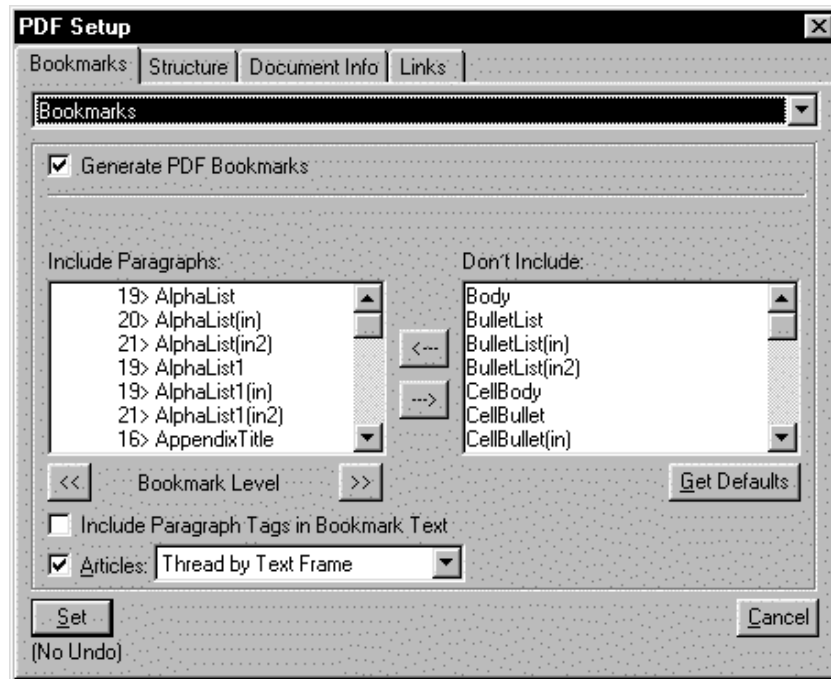 PDF Setup
Bookmarks Structure Document Info Links
Bookmarks
Generate PDF Bookmarks
Include Paragraphs:
19> AlphaList
20> AlphaList(in)
21> AlphaList(in2)
19> AlphaList1
19> AlphaList1(in)
21> AlphaList1(in2)
16> AppendixTitle
<---
--->
Don't Include:
Body
BulletList
BulletList(in)
BulletList(in2)
CellBody
CellBullet
CellBullet(in)
<< Bookmark Level >>
Get Defaults
Include Paragraph Tags in Bookmark Text
Articles: Thread by Text Frame
Set Cancel
(No Undo)